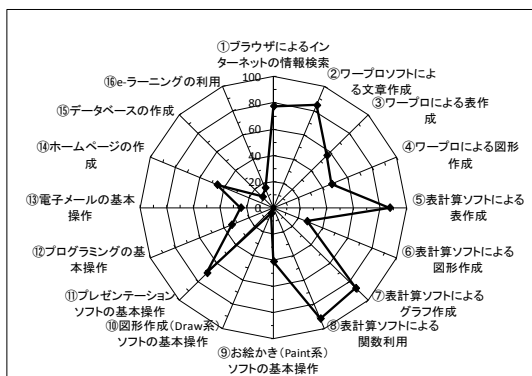 ①ブラウザによるイン
ターネットの情報検索
②ワープロソフトによ
る文章作成
③ワープロによる表作
成
④ワープロによる図形
作成
⑤表計算ソフトによる
表作成
⑥表計算ソフトによる
図形作成
⑦表計算ソフトによる
グラフ作成
⑧表計算ソフトによる
関数利用
⑨お絵かき(Paint系)
ソフトの基本操作
⑩図形作成(Draw系)
ソフトの基本操作
⑪プレゼンテーション
ソフトの基本操作
⑫プログラミングの基
本操作
⑬電子メールの基本
操作
⑭ホームページの作
成
⑮データベースの作成
⑯e-ラーニングの利用
100
80
60
40
20
0